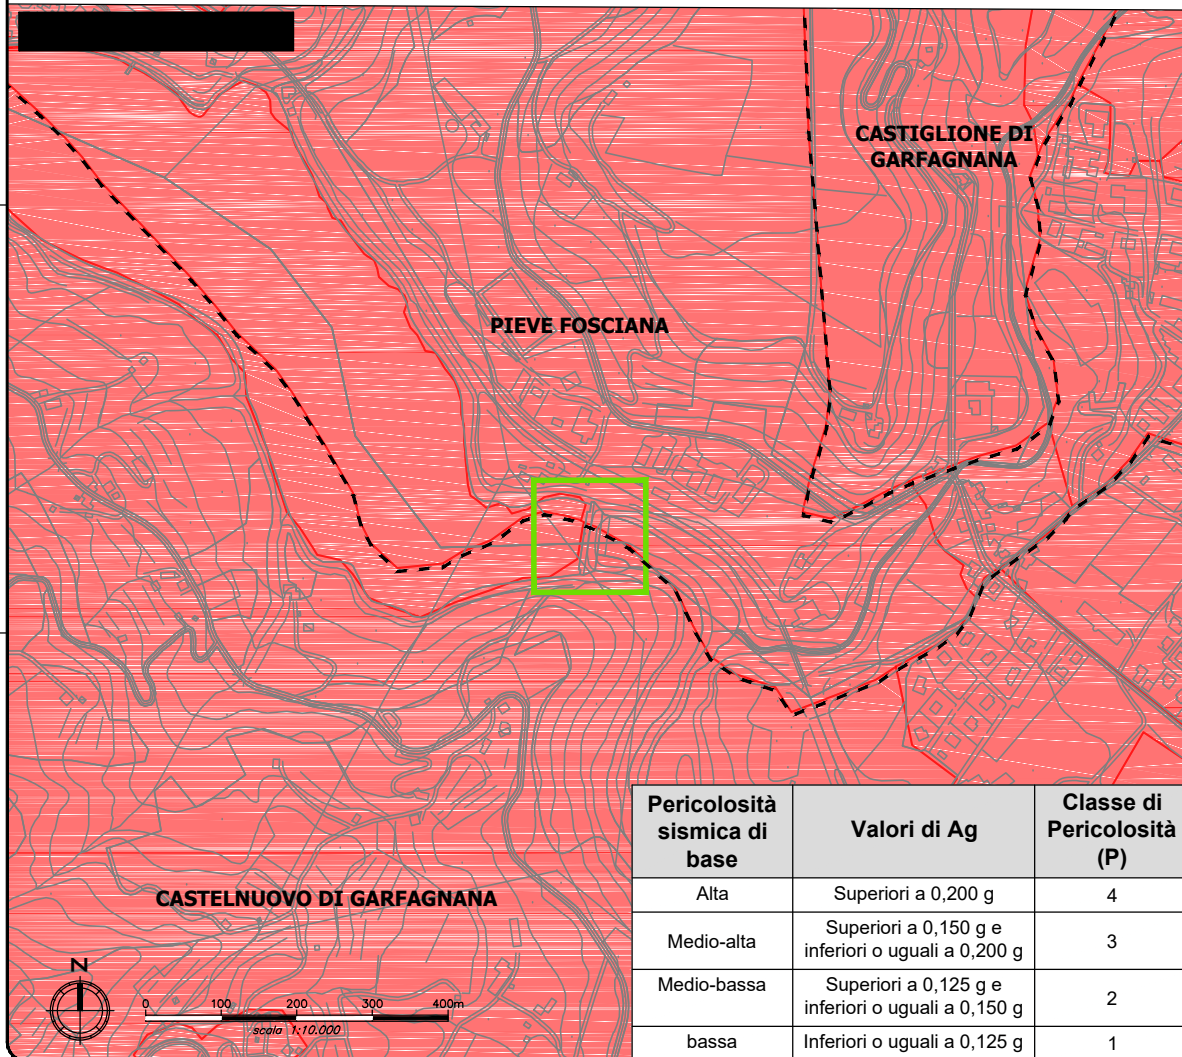 CASTIGLIONE DI
GARFAGNANA
PIEVE FOSCIANA
CASTELNUOVO DI GARFAGNANA
N
0 100 200 300 400m
scala 1:10.000
Pericolosità
sismica di
base
Valori di Ag
Classe di
Pericolosità
(P)
Alta
Superiori a 0,200 g
4
Medio-alta
Superiori a 0,150 g e
inferiori o uguali a 0,200 g
3
Medio-bassa
Superiori a 0,125 g e
inferiori o uguali a 0,150 g
2
bassa
Inferiori o uguali a 0,125 g
1